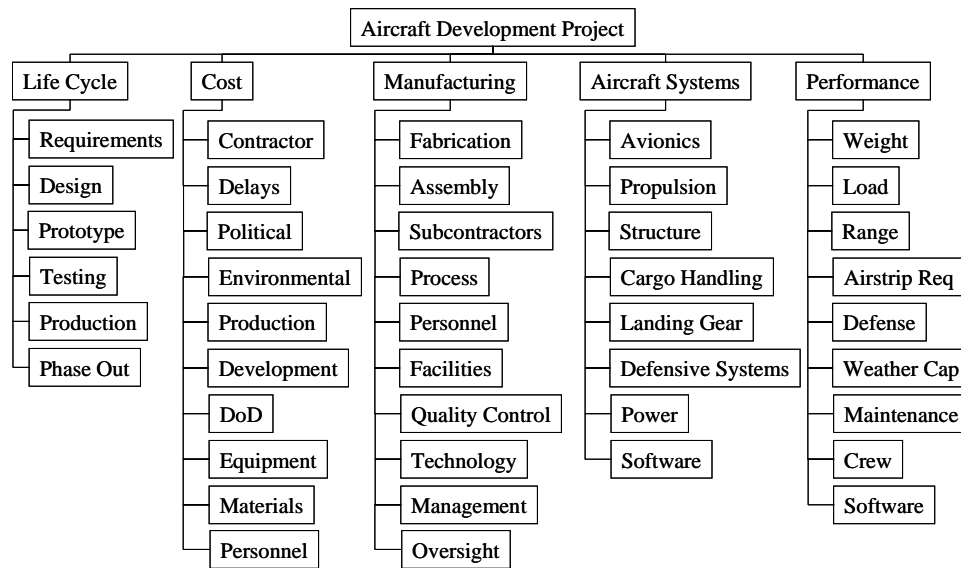 Aircraft Development Project
Life Cycle
Requirements
Design
Prototype
Testing
Production
Phase Out
Cost
Contractor
Delays
Political
Environmental
Production
Development
DoD
Equipment
Materials
Personnel
Manufacturing
Fabrication
Assembly
Subcontractors
Process
Personnel
Facilities
Quality Control
Technology
Management
Oversight
Aircraft Systems
Avionics
Propulsion
Structure
Cargo Handling
Landing Gear
Defensive Systems
Power
Software
Performance
Weight
Load
Range
Airstrip Req
Defense
Weather Cap
Maintenance
Crew
Software